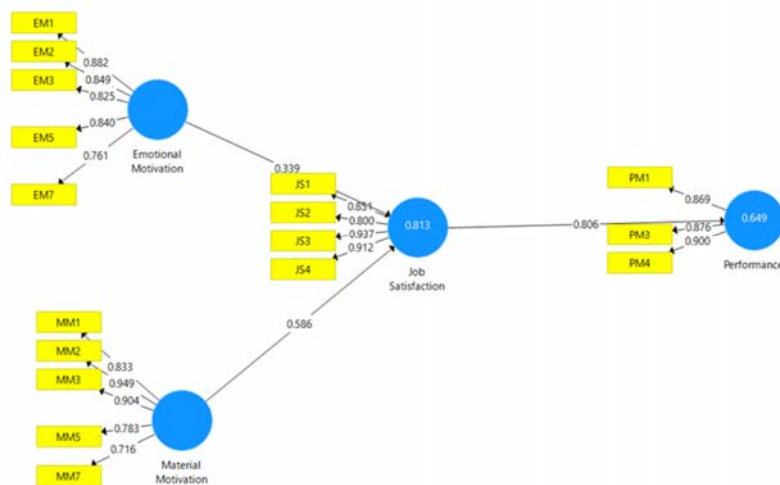 EM1
EM2
EM3
EM5
EM7
0.882
0.849
0.825
0.840
0.761
Emotional
Motivation
0.339
JS1
JS2
JS3
JS4
0.851
0.800
0.937
0.912
0.813
Job
Satisfaction
0.806
PM1
PM3
PM4
0.869
0.876
0.900
0.649
Performance
0.586
MM1
MM2
MM3
MM5
MM7
0.833
0.949
0.904
0.783
0.716
Material
Motivation